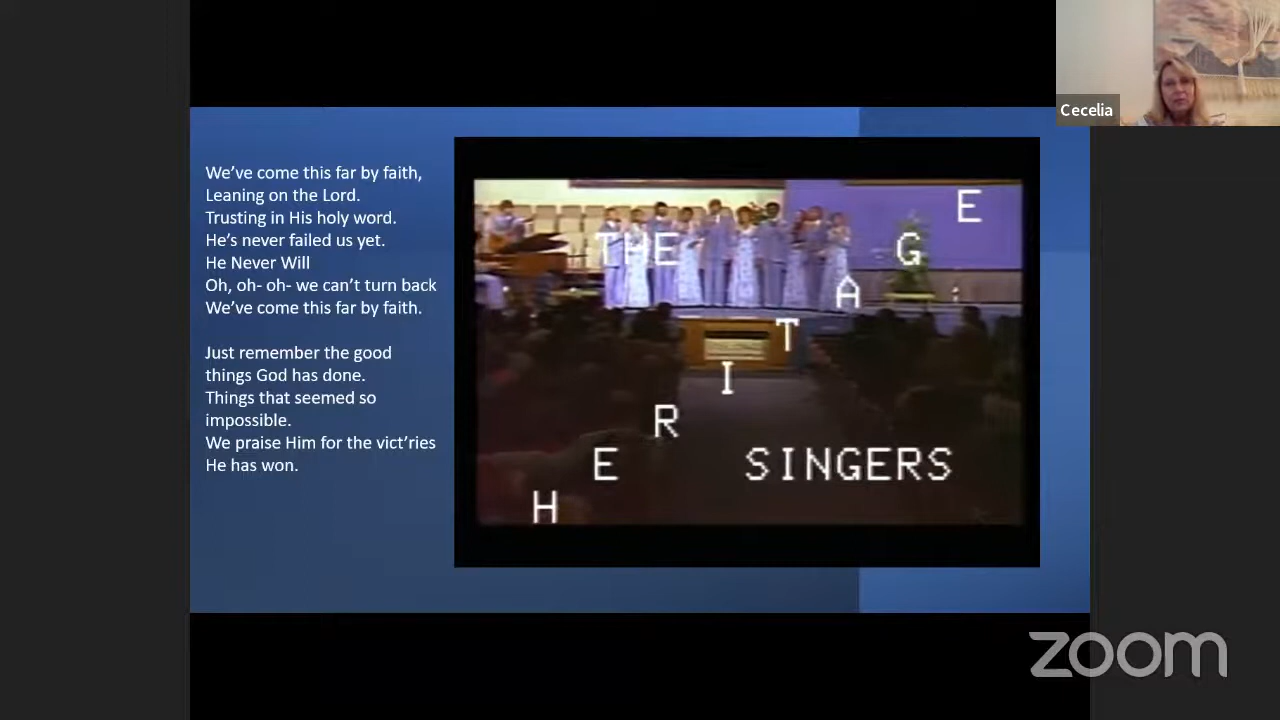 Cecelia
We've come this far by faith,
Leaning on the Lord.
Trusting in His holy word.
He's never failed us yet.
He Never Will
Oh, oh- oh- we can't turn back
We've come this far by faith.
Just remember the good
things God has done.
Things that seemed so
impossible.
We praise Him for the vict'ries
He has won.
THE
HERITAGE
SINGERS
zoom